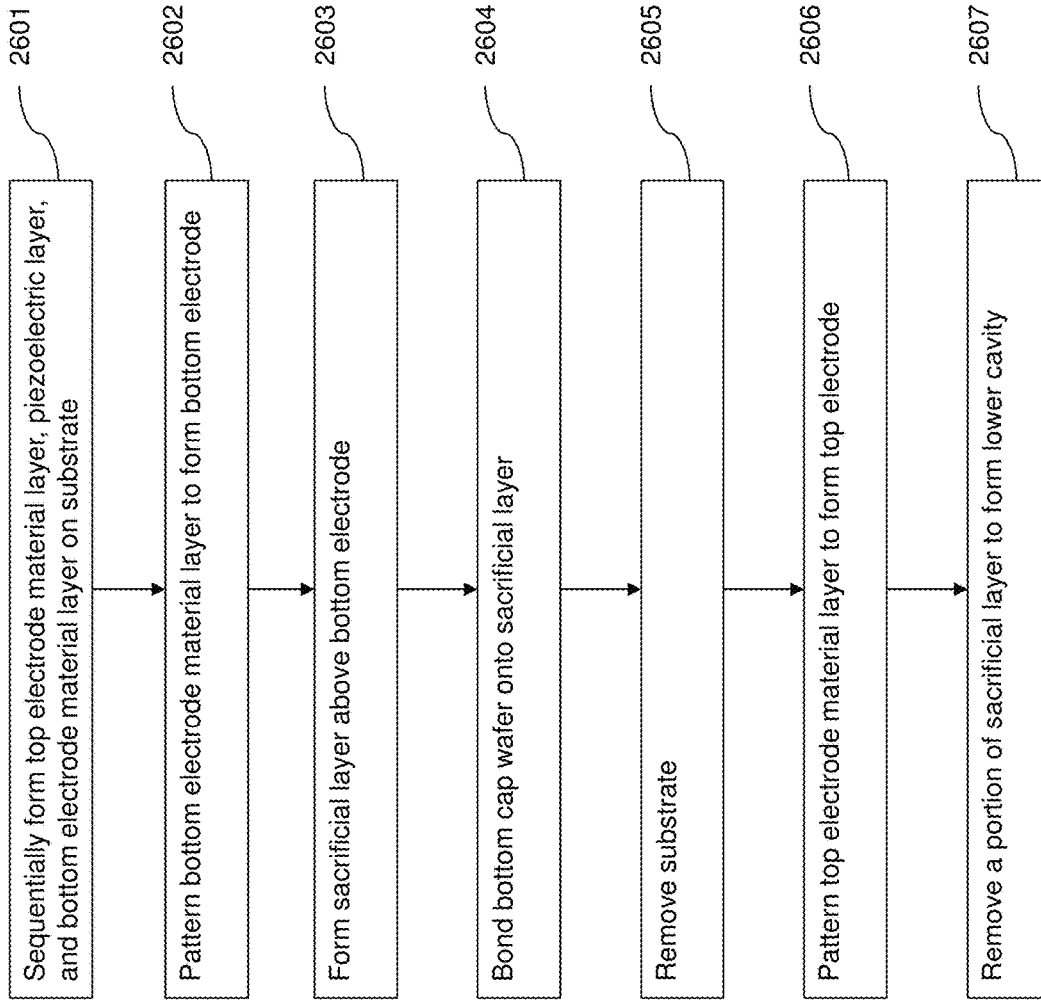 2601
Sequentially form top electrode material layer, piezoelectric layer,
and bottom electrode material layer on substrate
2602
Pattern bottom electrode material layer to form bottom electrode
2603
Form sacrificial layer above bottom electrode
2604
Bond bottom cap wafer onto sacrificial layer
2605
Remove substrate
2606
Pattern top electrode material layer to form top electrode
2607
Remove a portion of sacrificial layer to form lower cavity